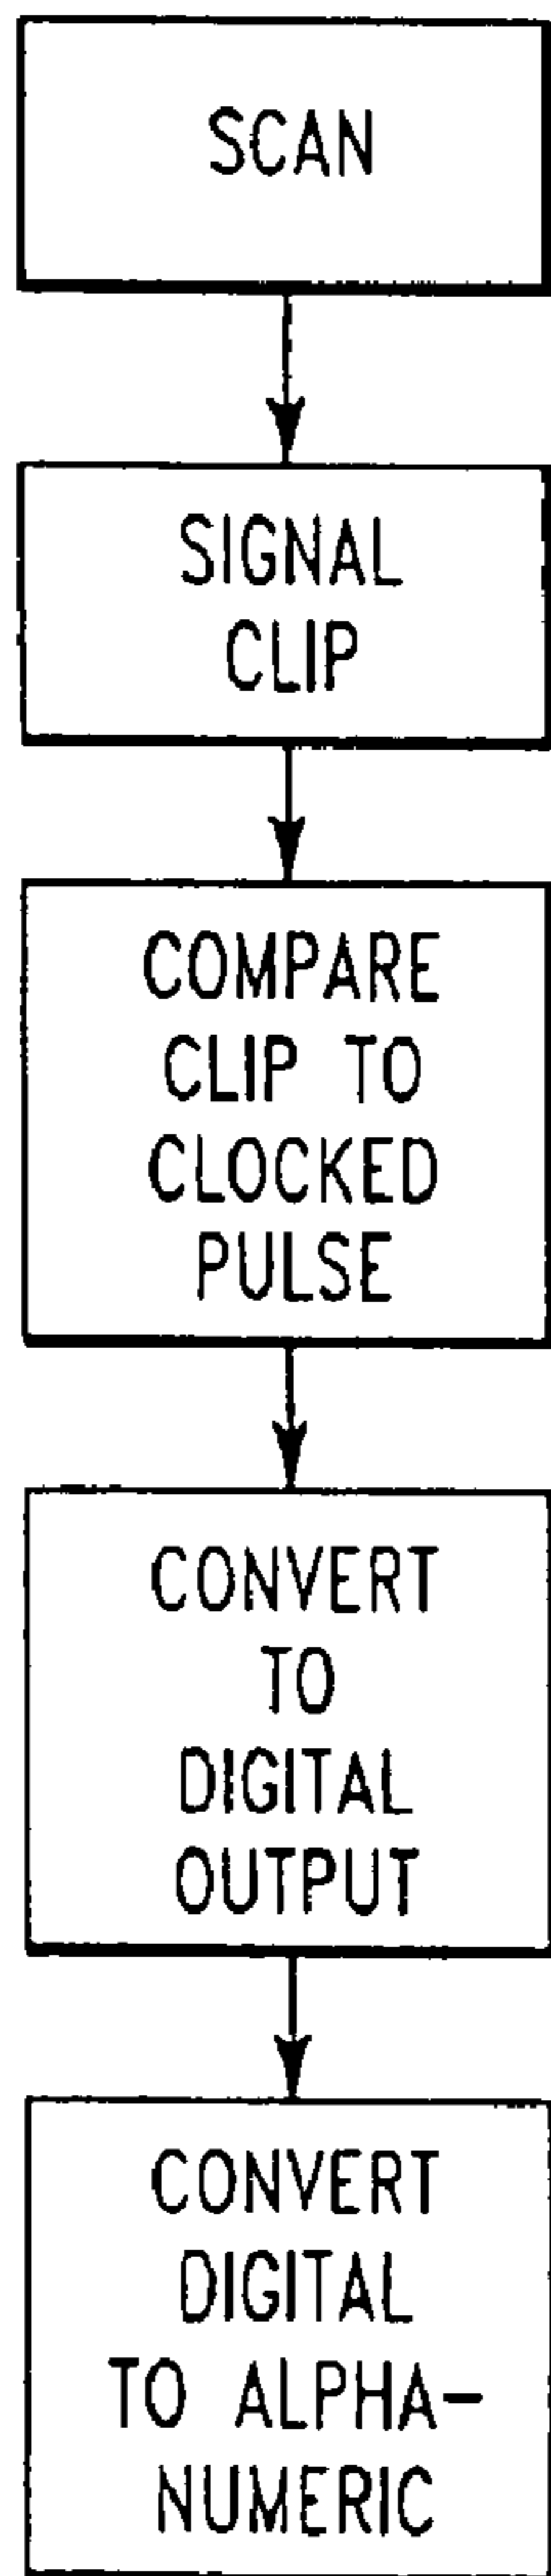 SCAN
SIGNAL
CLIP
COMPARE
CLIP TO
CLOCKED
PULSE
CONVERT
TO
DIGITAL
OUTPUT
CONVERT
DIGITAL
TO ALPHA-
NUMERIC